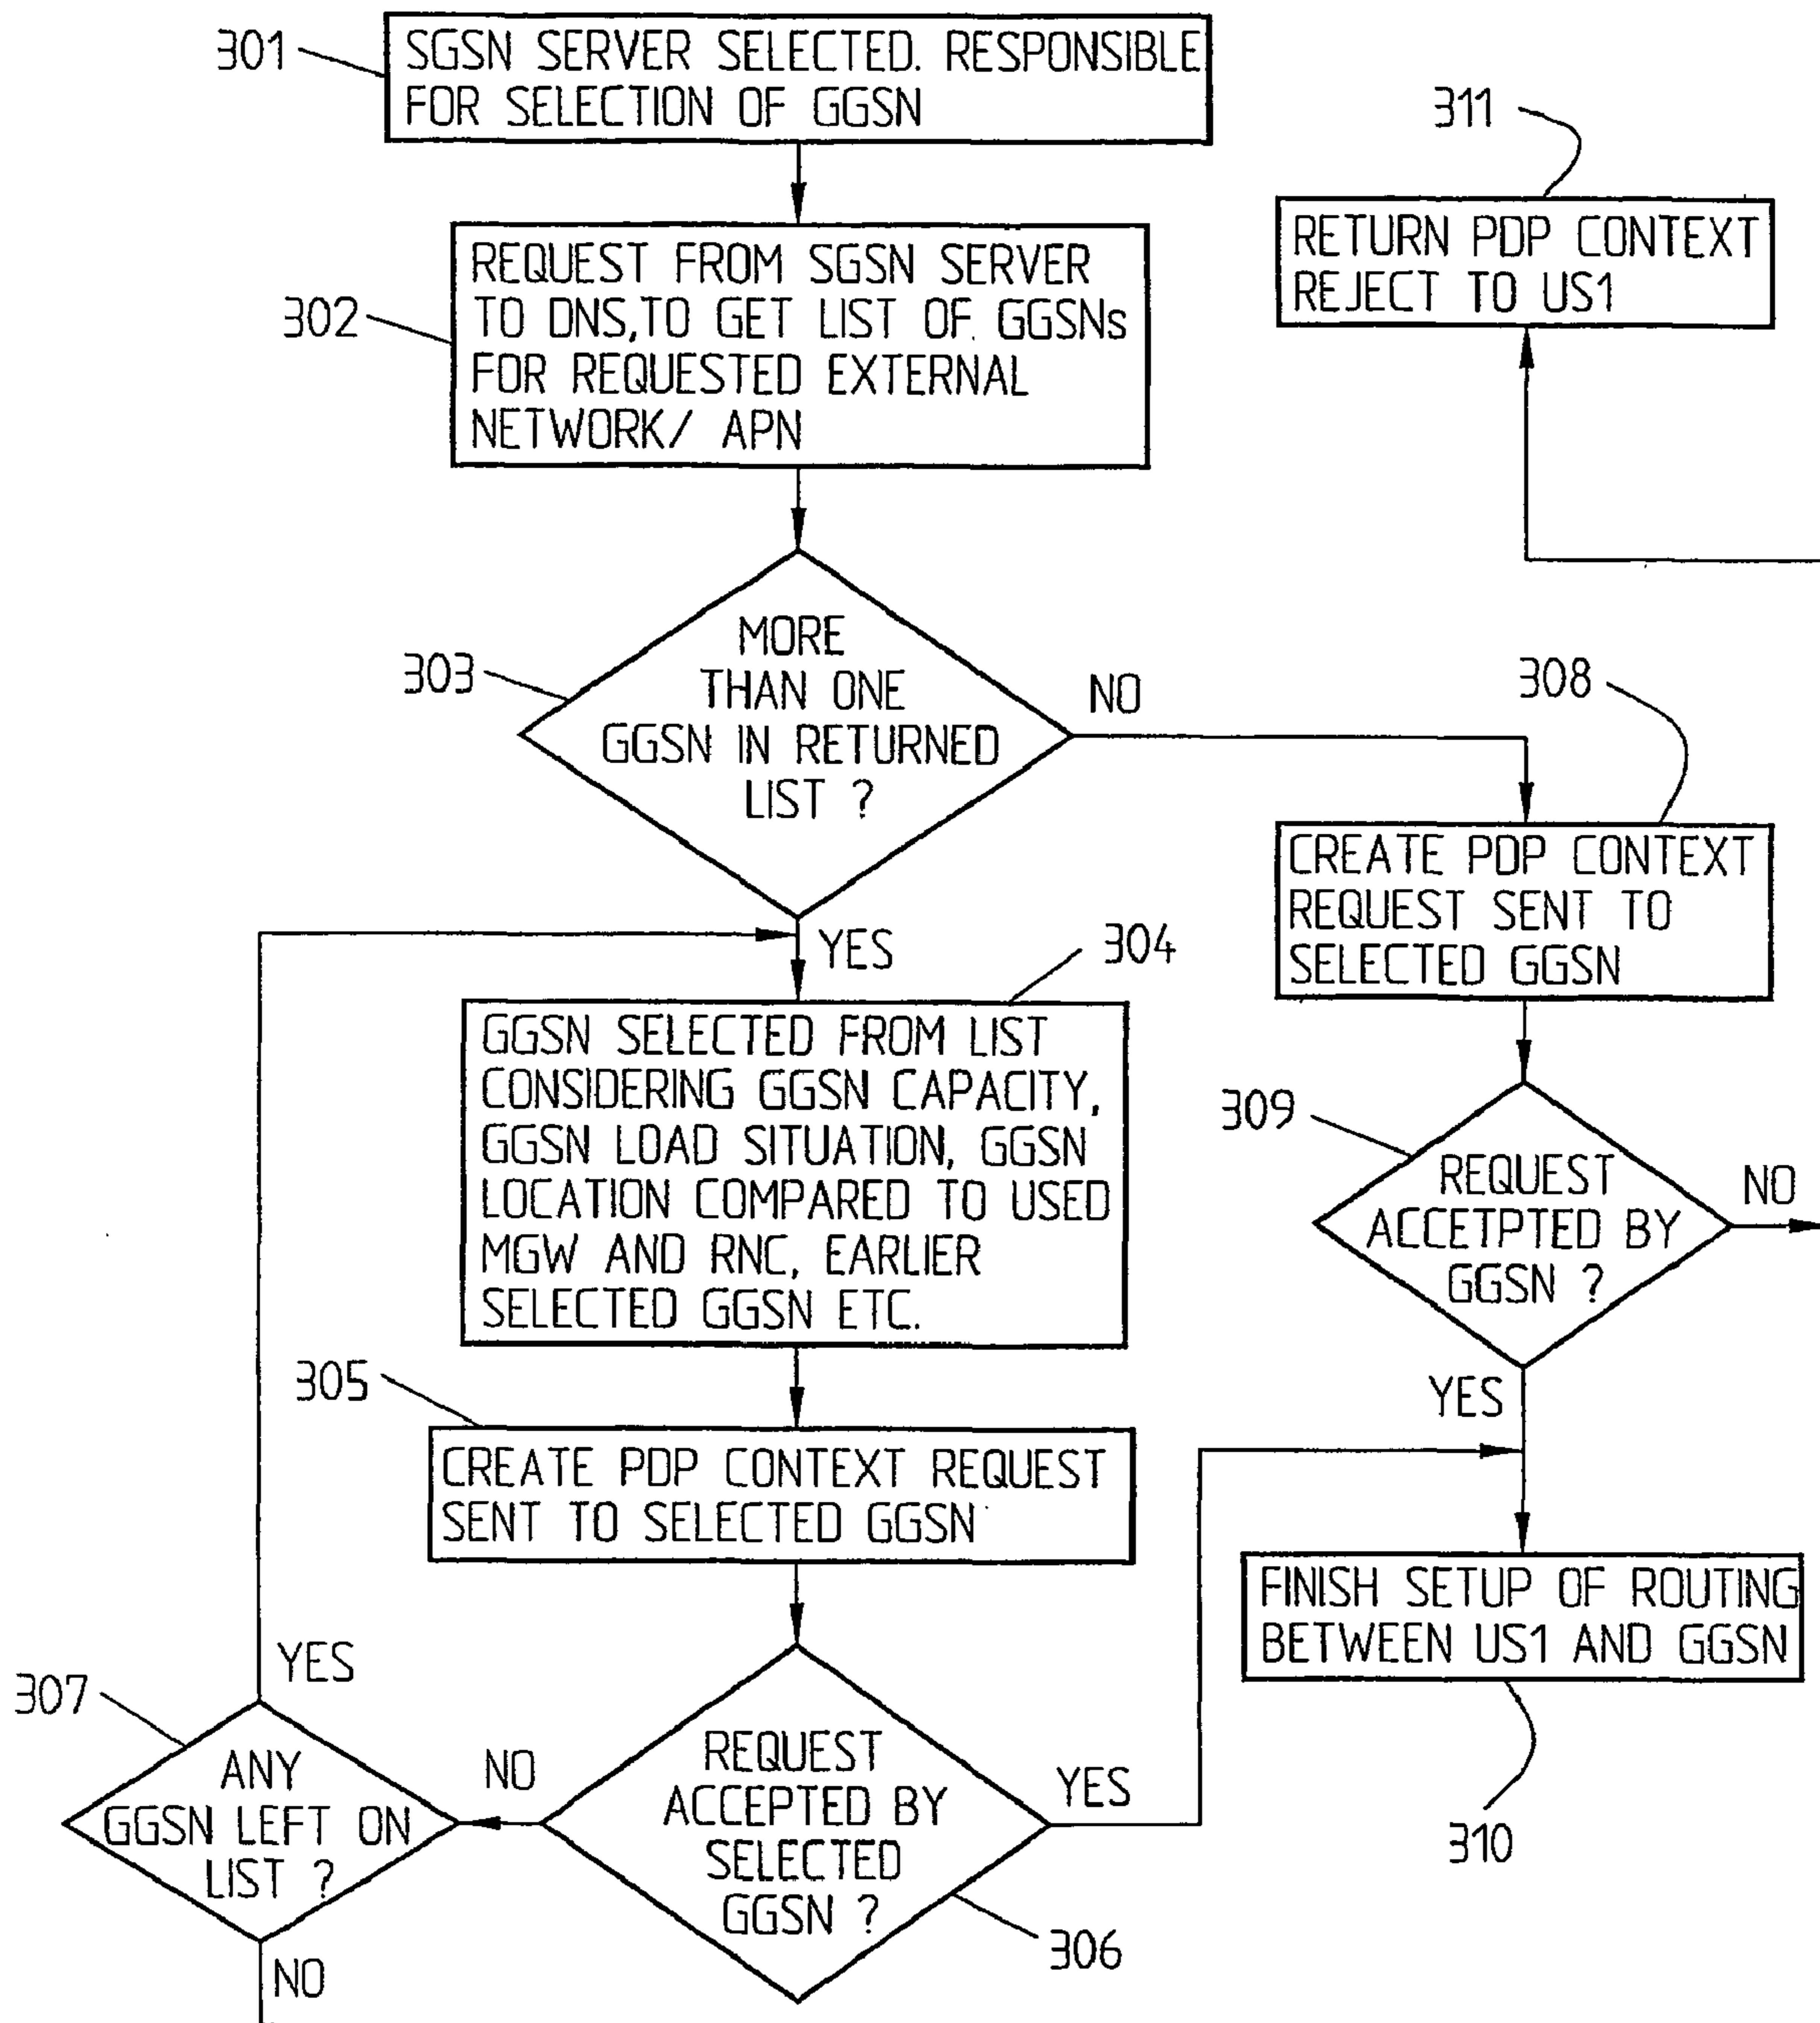 301
SGSN SERVER SELECTED. RESPONSIBLE
FOR SELECTION OF GGSN
302
REQUEST FROM SGSN SERVER
TO DNS,TO GET LIST OF GGSNs
FOR REQUESTED EXTERNAL
NETWORK/ APN
311
RETURN PDP CONTEXT
REJECT TO US1
303
MORE
THAN ONE
GGSN IN RETURNED
LIST ?
NO
YES
308
CREATE PDP CONTEXT
REQUEST SENT TO
SELECTED GGSN
304
GGSN SELECTED FROM LIST
CONSIDERING GGSN CAPACITY,
GGSN LOAD SITUATION, GGSN
LOCATION COMPARED TO USED
MGW AND RNC, EARLIER
SELECTED GGSN ETC.
309
REQUEST
ACCETPTED BY
GGSN ?
NO
YES
305
CREATE PDP CONTEXT REQUEST
SENT TO SELECTED GGSN
FINISH SETUP OF ROUTING
BETWEEN US1 AND GGSN
310
307
YES
ANY
GGSN LEFT ON
LIST ?
NO
NO
REQUEST
ACCEPTED BY
SELECTED
GGSN ?
YES
306